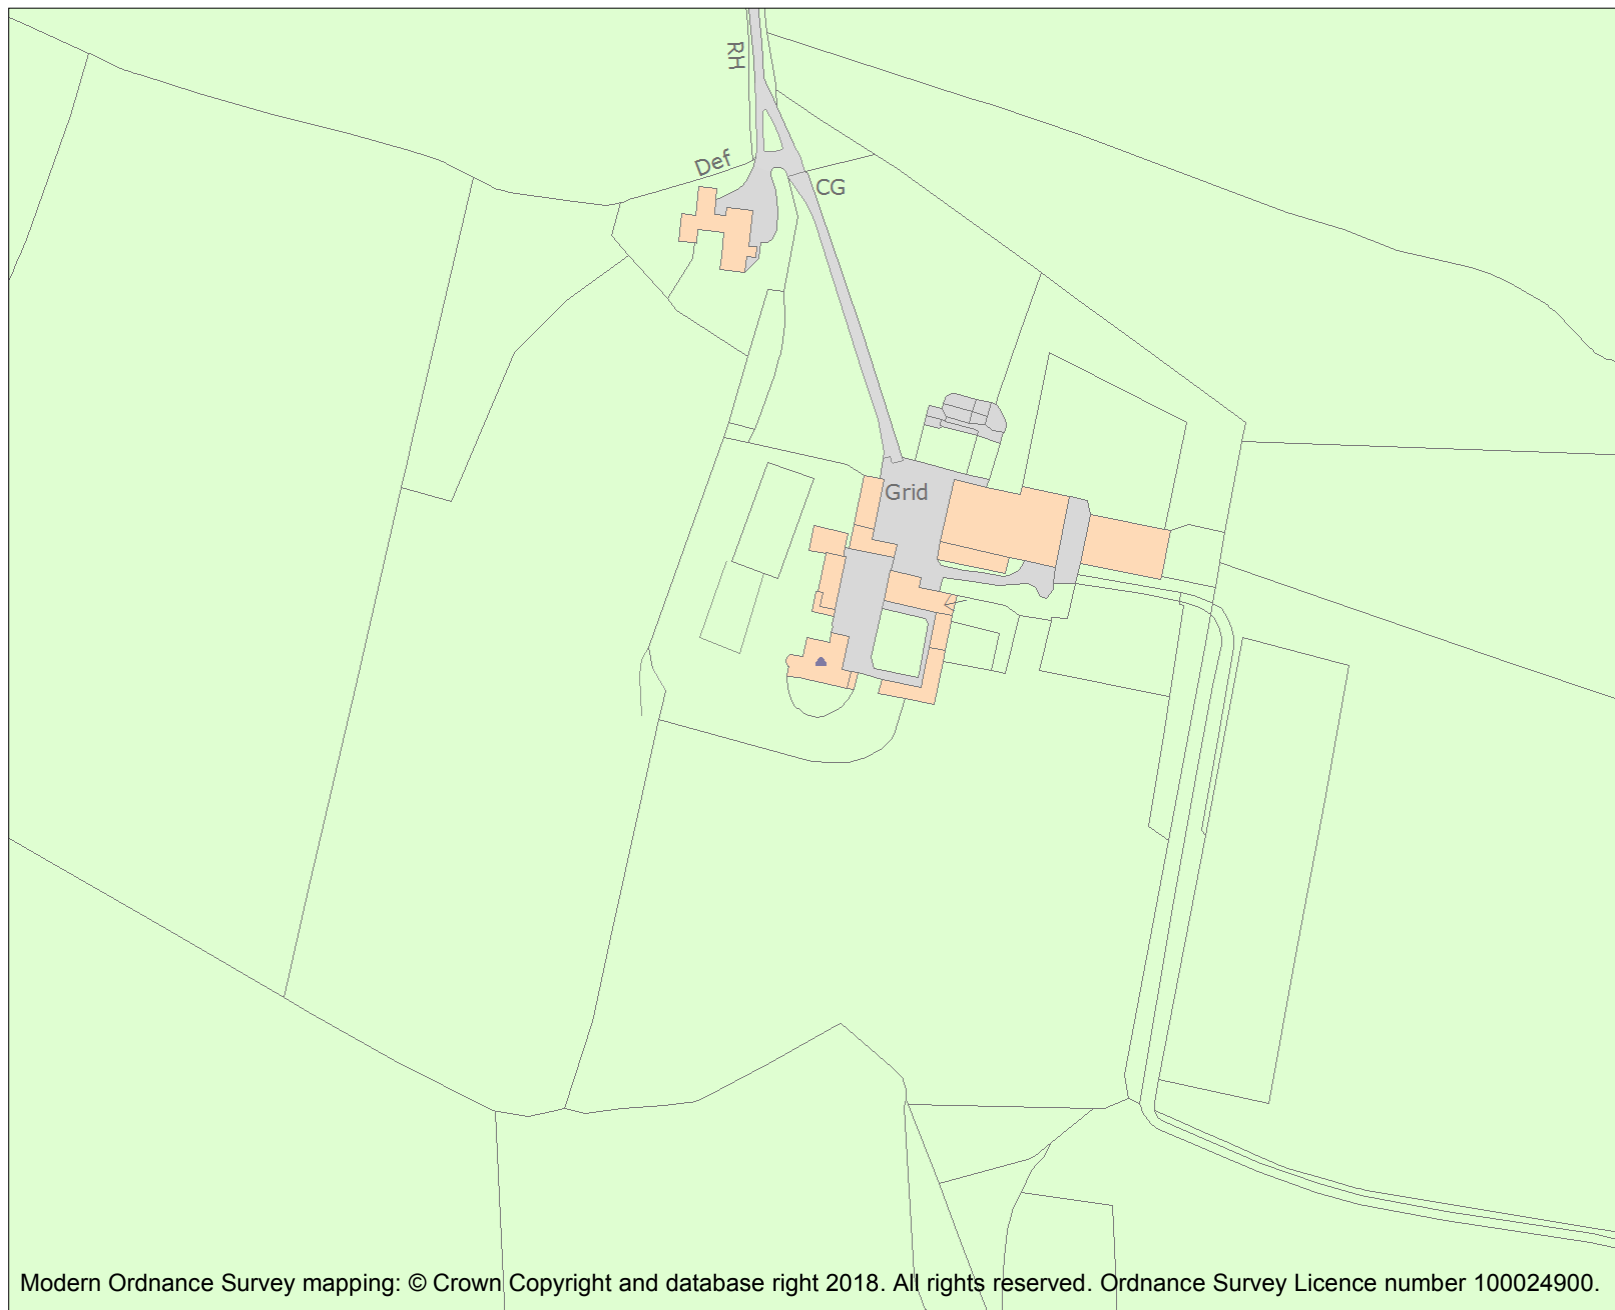 RH
Def
CG
Grid
Modern Ordnance Survey mapping: © Crown Copyright and database right 2018. All rights reserved. Ordnance Survey Licence number 100024900.